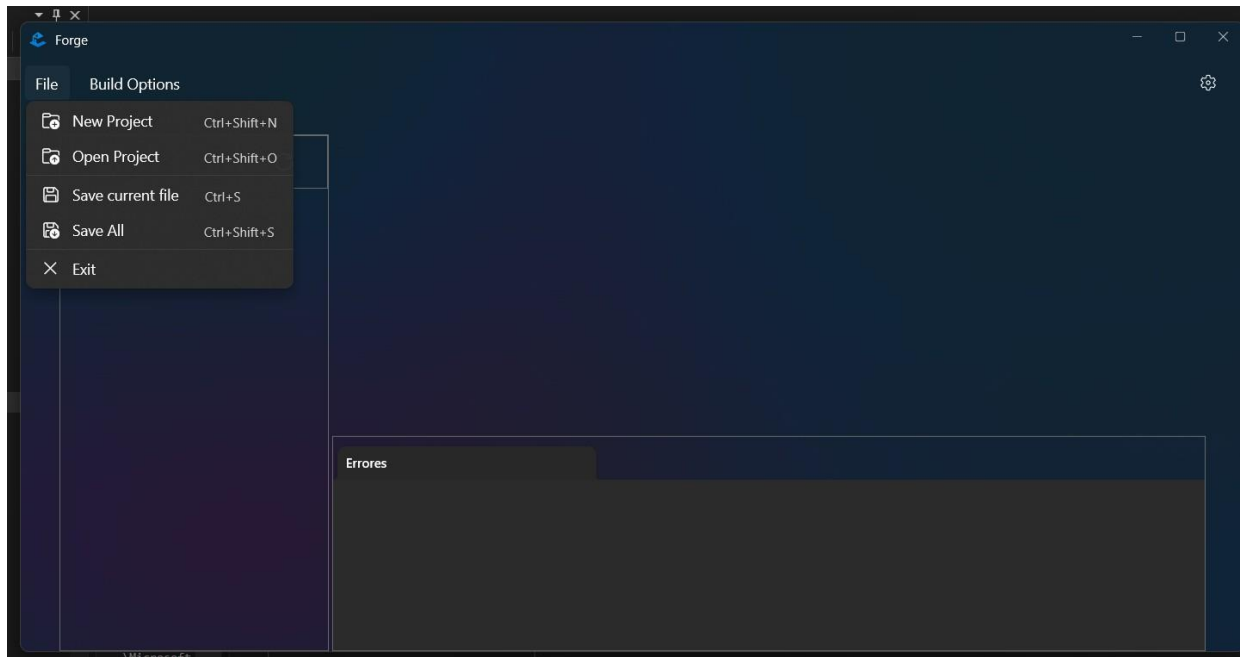 Forge
File Build Options
New Project Ctrl+Shift+N
Open Project Ctrl+Shift+O
Save current file Ctrl+S
Save All Ctrl+Shift+S
Exit
Errores